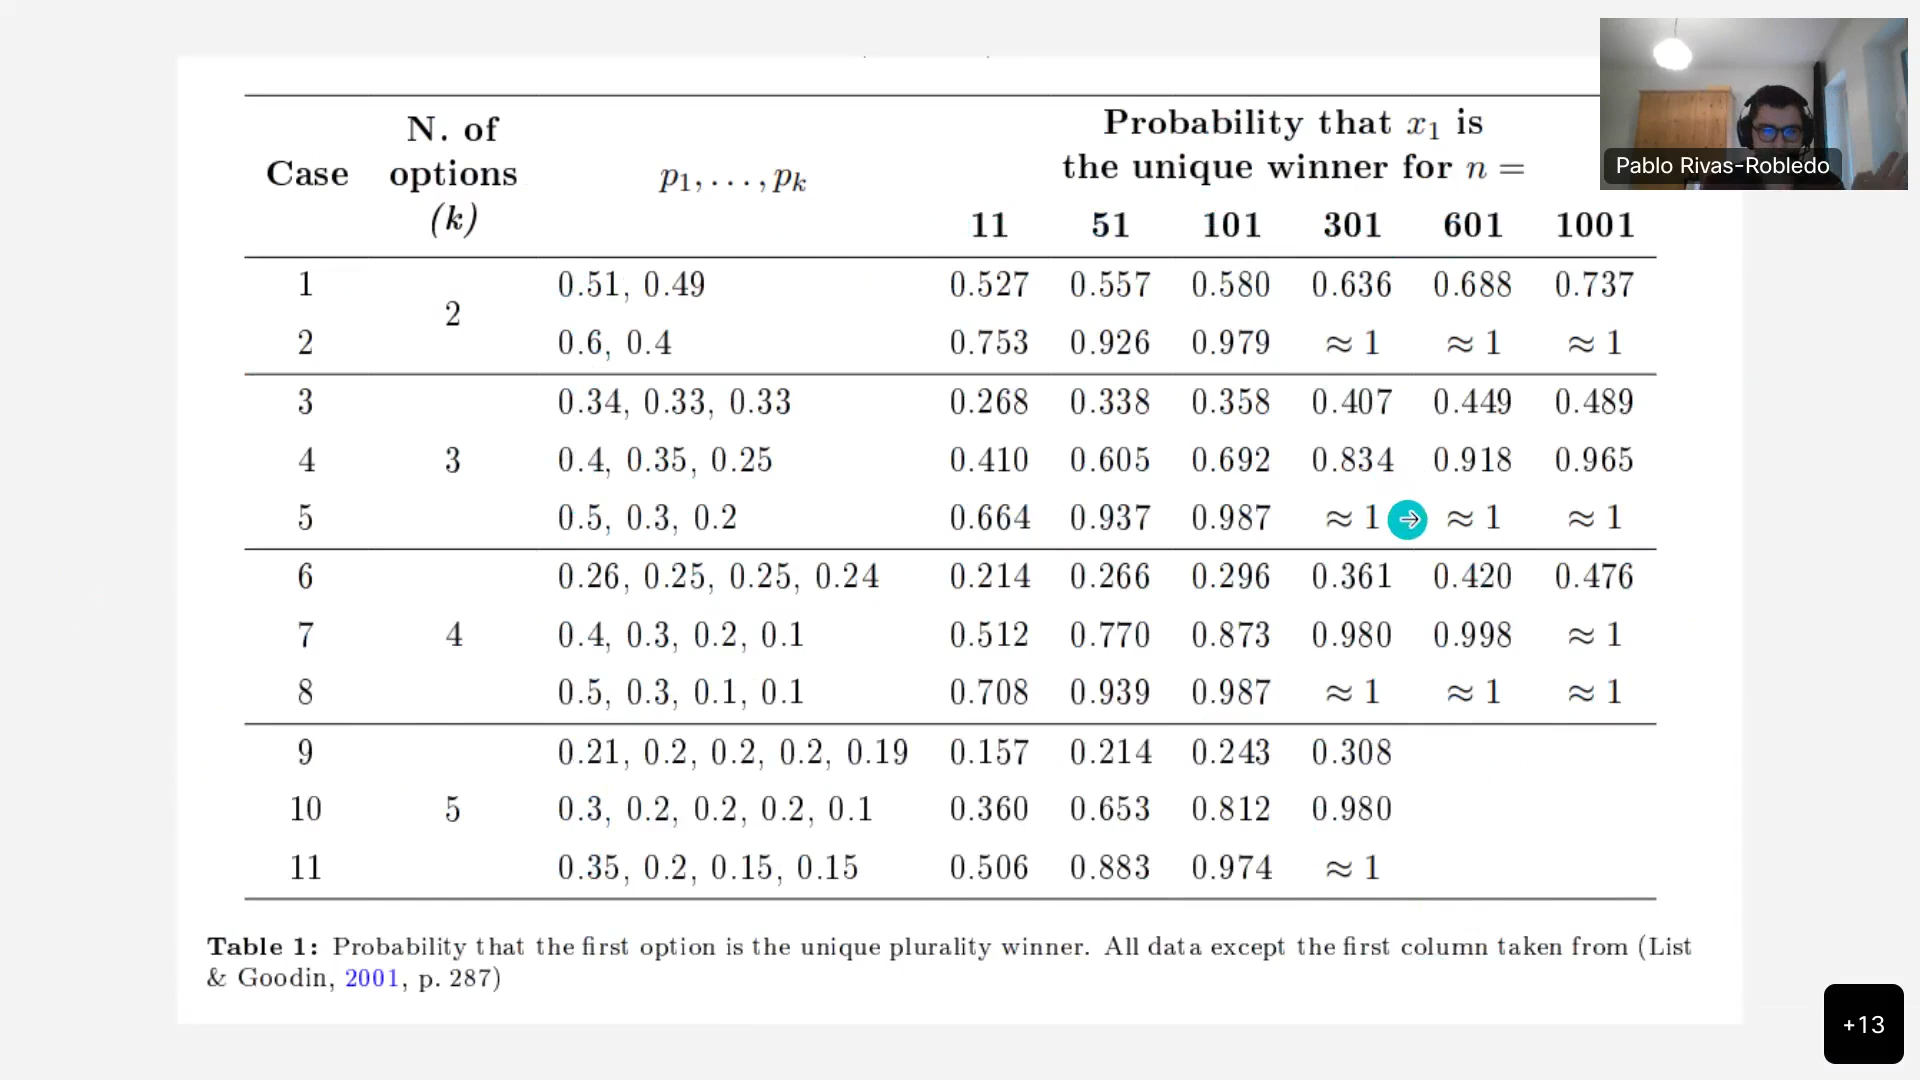 N. of options (k)
Case
p1, . . . , pk
Probability that x1 is
the unique winner for n =
11 51 101 301 601 1001
1 2 0.51, 0.49 0.527 0.557 0.580 0.636 0.688 0.737
2 0.6, 0.4 0.753 0.926 0.979 ≈ 1 ≈ 1 ≈ 1
3 0.34, 0.33, 0.33 0.268 0.338 0.358 0.407 0.449 0.489
4 3 0.4, 0.35, 0.25 0.410 0.605 0.692 0.834 0.918 0.965
5 0.5, 0.3, 0.2 0.664 0.937 0.987 ≈ 1 ≈ 1 ≈ 1
6 0.26, 0.25, 0.25, 0.24 0.214 0.266 0.296 0.361 0.420 0.476
7 4 0.4, 0.3, 0.2, 0.1 0.512 0.770 0.873 0.980 0.998 ≈ 1
8 0.5, 0.3, 0.1, 0.1 0.708 0.939 0.987 ≈ 1 ≈ 1 ≈ 1
9 0.21, 0.2, 0.2, 0.2, 0.19 0.157 0.214 0.243 0.308
10 5 0.3, 0.2, 0.2, 0.2, 0.1 0.360 0.653 0.812 0.980
11 0.35, 0.2, 0.15, 0.15 0.506 0.883 0.974 ≈ 1
Table 1: Probability that the first option is the unique plurality winner. All data except the first column taken from (List
& Goodin, 2001, p. 287)
Pablo Rivas-Robledo
+13